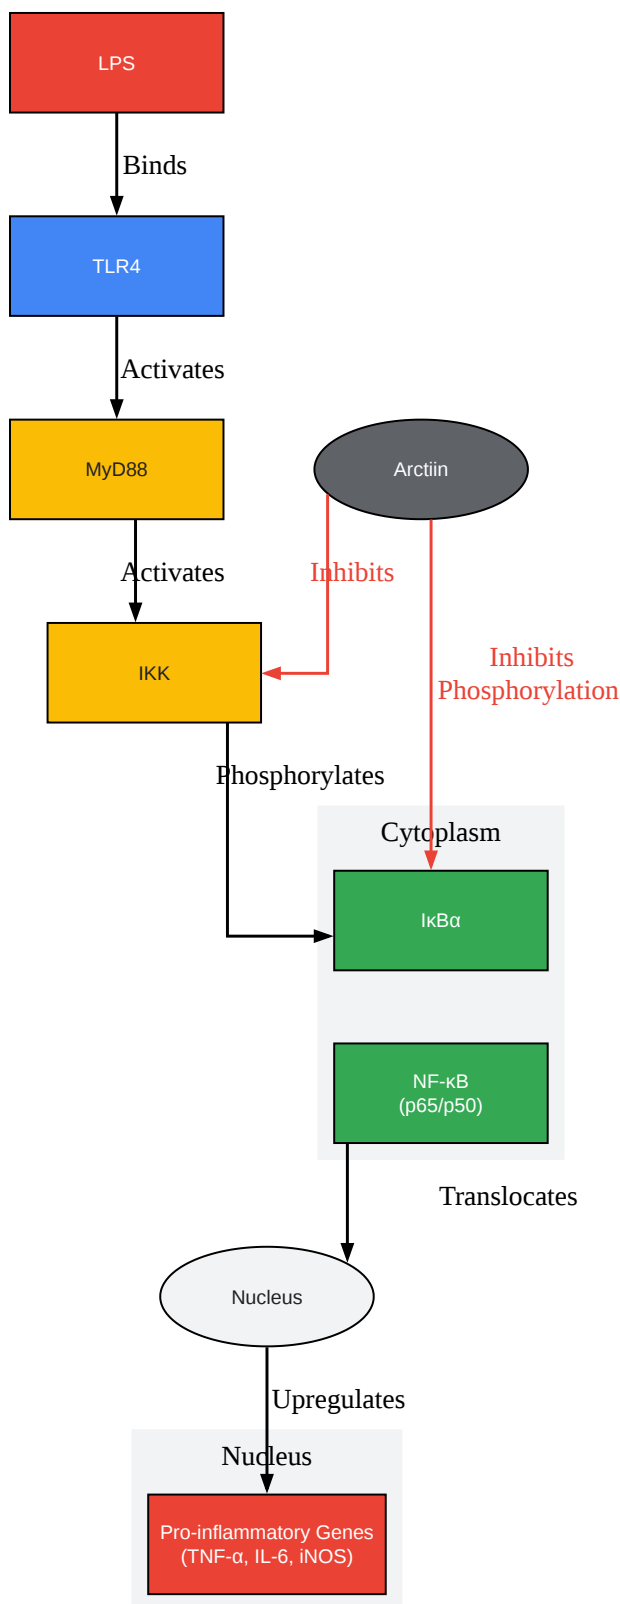 LPS
Binds
TLR4
Activates
MyD88
Arctiin
Activates
Inhibits
Inhibits
Phosphorylation
IKK
Phosphorylates
Cytoplasm
IκBα
NF-κB
(p65/p50)
Translocates
Nucleus
Upregulates
Nucleus
Pro-inflammatory Genes
(TNF-α, IL-6, iNOS)